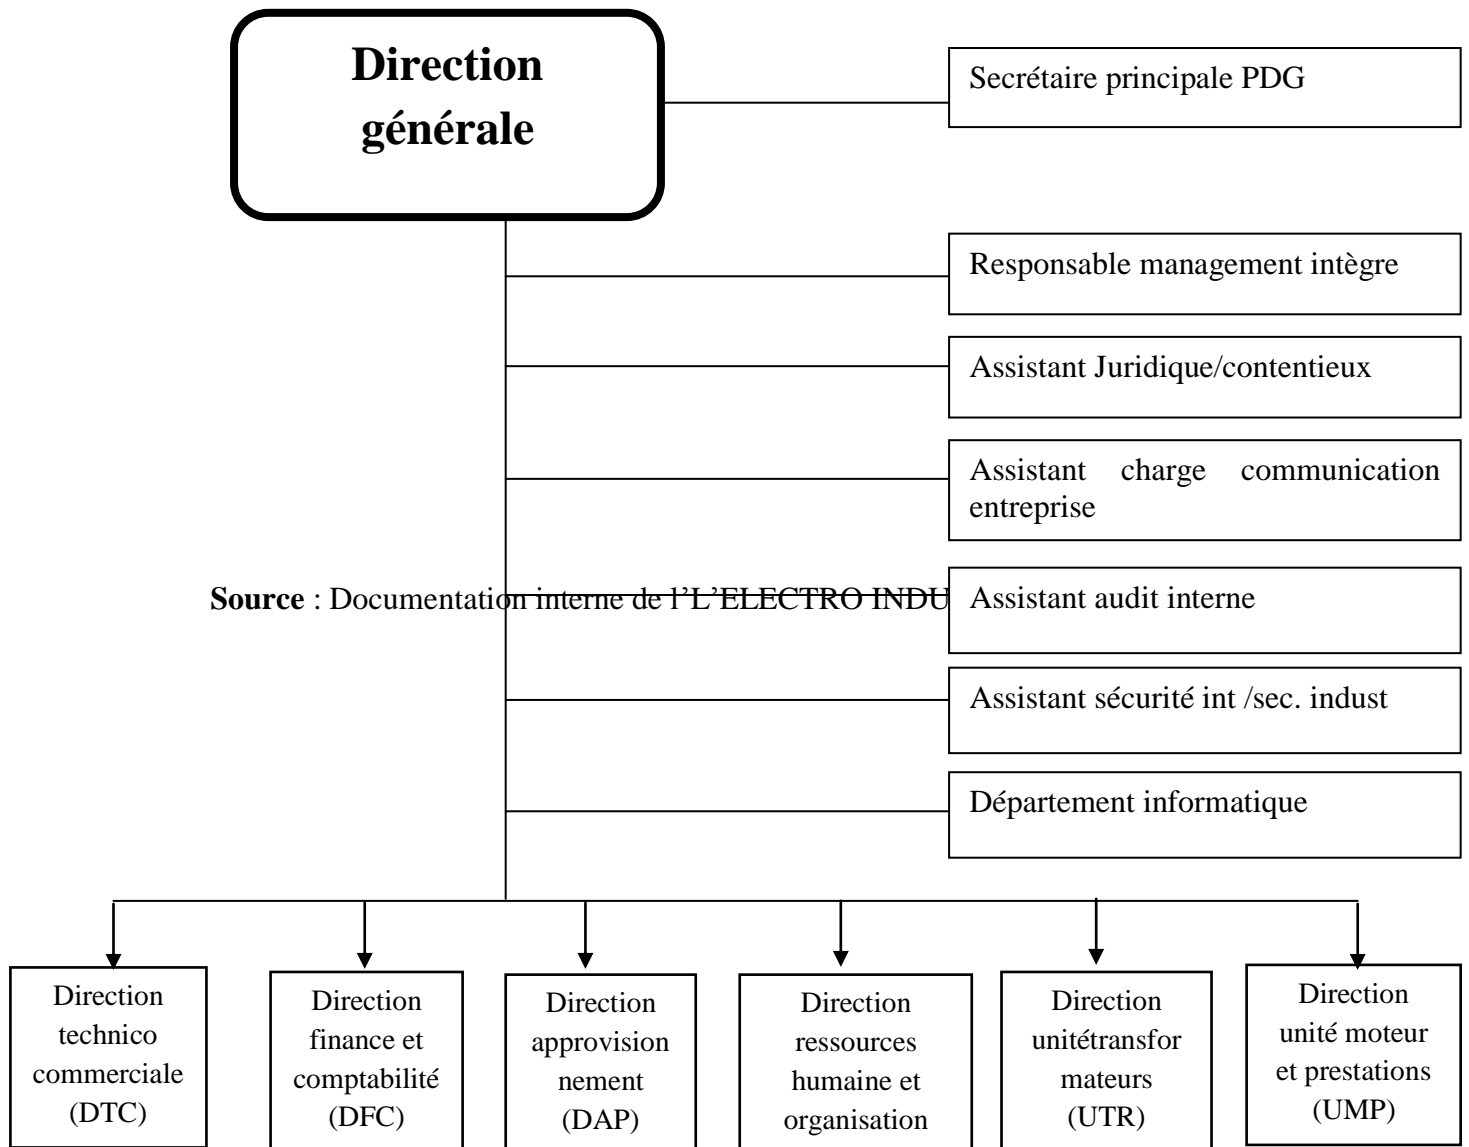 Direction
générale
Secrétaire principale PDG
Responsable management intègre
Assistant Juridique/contentieux
Assistant charge communication
entreprise
Source : Documentation interne de l’L’ELECTRO INDU
Assistant audit interne
Assistant sécurité int /sec. indust
Département informatique
Direction
technico
commerciale
(DTC)
Direction
finance et
comptabilité
(DFC)
Direction
approvision
nement
(DAP)
Direction
ressources
humaine et
organisation
Direction
unitétransfor
mateurs
(UTR)
Direction
unité moteur
et prestations
(UMP)